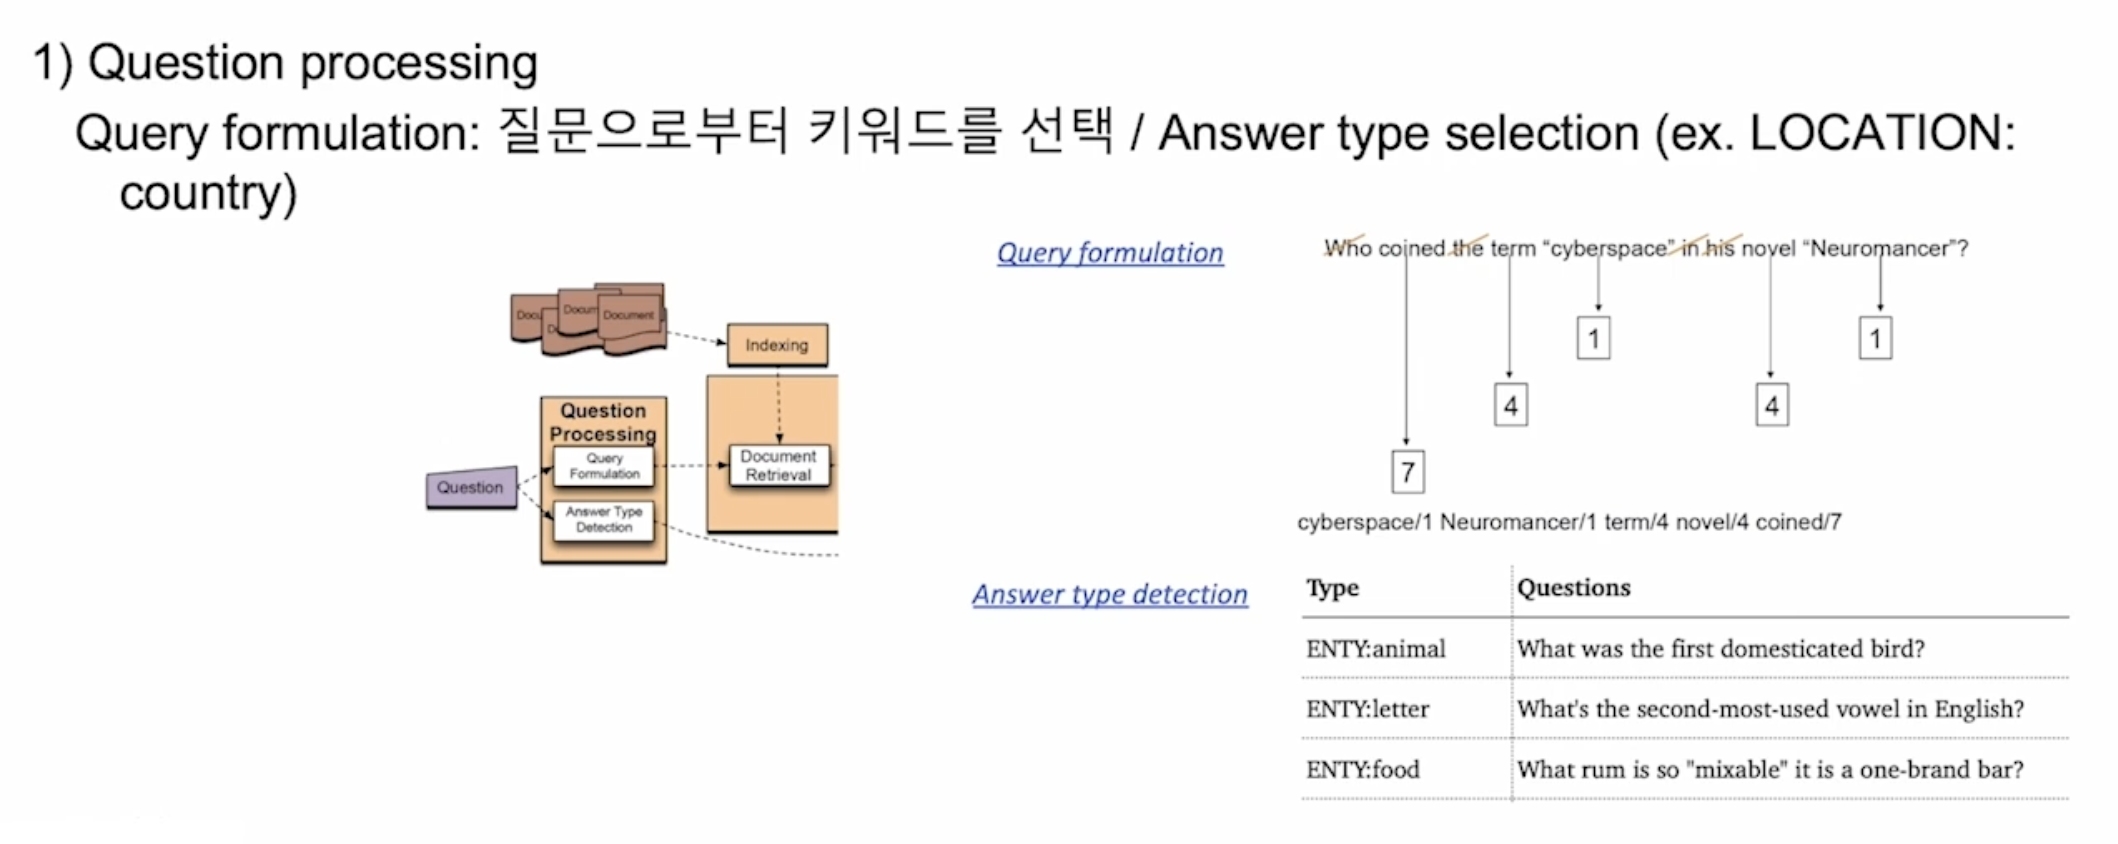 1) Question processing
Query formulation: 질문으로부터 키워드를 선택 / Answer type selection (ex. LOCATION:
country)
Docu
Docum
D
Document
Indexing
Question
Processing
Query
Formulation
Answer Type
Detection
Question
Document
Retrieval
Query formulation
Who coined the term “cyberspace” in his novel “Neuromancer”?
1
1
4
4
7
cyberspace/1 Neuromancer/1 term/4 novel/4 coined/7
Answer type detection
Type Questions
ENTY:animal What was the first domesticated bird?
ENTY:letter What's the second-most-used vowel in English?
ENTY:food What rum is so "mixable" it is a one-brand bar?